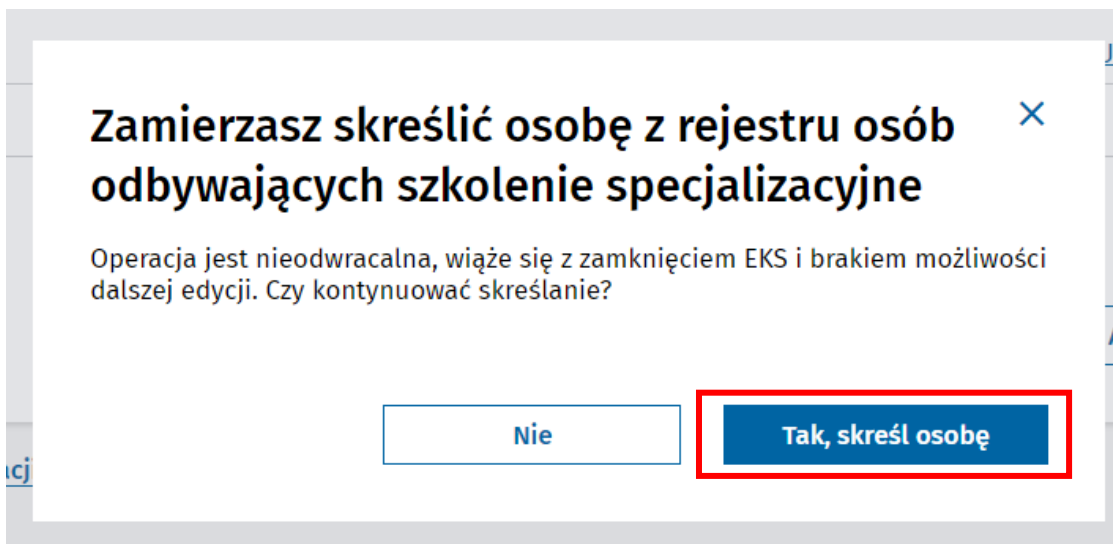 Zamierzasz skreślić osobę z rejestru osób
odbywających szkolenie specjalizacyjne
Operacja jest nieodwracalna, wiąże się z zamknięciem EKS i brakiem możliwości
dalszej edycji. Czy kontynuować skreślanie?
Nie
Tak, skreśl osobę